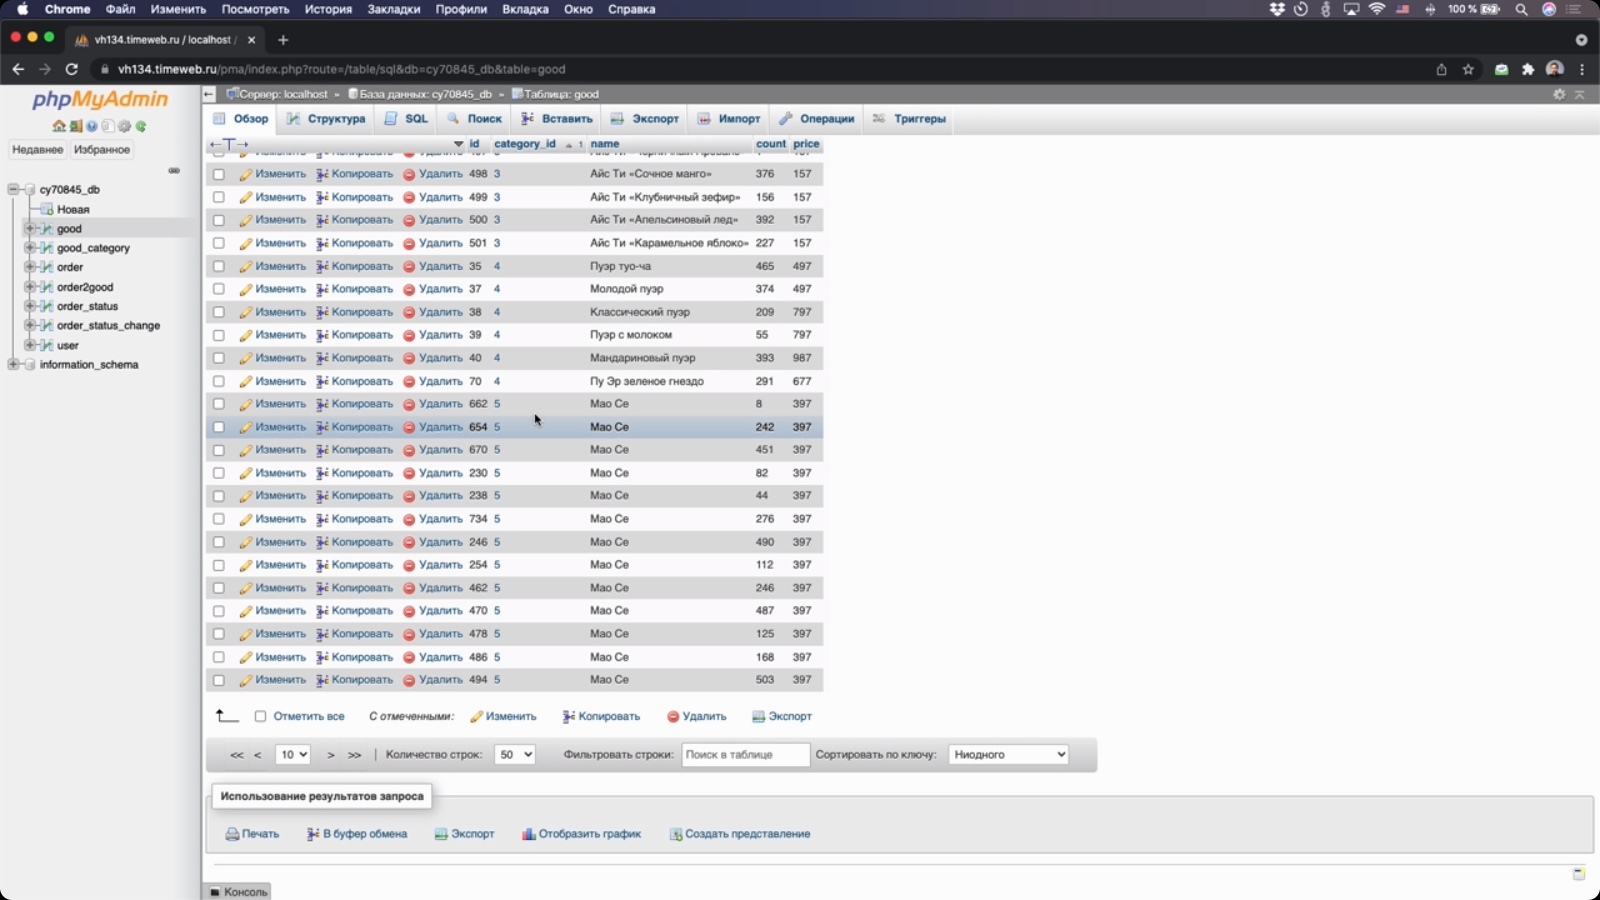 Chrome Файл Изменить Посмотреть История Закладки Профили Вкладка Окно Справка 100 %
vh134.timeweb.ru / localhost /
vh134.timeweb.ru/pma/index.php?route=/table/sql&db=cy70845_db&table=good
phpMyAdmin
Недавнее Избранное
cy70845_db
Новая
good
good_category
order
order2good
order_status
order_status_change
user
information_schema
Сервер: localhost » База данных: cy70845_db » Таблица: good
Обзор Структура SQL Поиск Вставить Экспорт Импорт Операции Триггеры
id category_id 1 name count price
Изменить Копировать Удалить 498 3 Айс Ти «Сочное манго» 376 157
Изменить Копировать Удалить 499 3 Айс Ти «Клубничный зефир» 156 157
Изменить Копировать Удалить 500 3 Айс Ти «Апельсиновый лед» 392 157
Изменить Копировать Удалить 501 3 Айс Ти «Карамельное яблоко» 227 157
Изменить Копировать Удалить 35 4 Пуэр туо-ча 465 497
Изменить Копировать Удалить 37 4 Молодой пуэр 374 497
Изменить Копировать Удалить 38 4 Классический пуэр 209 797
Изменить Копировать Удалить 39 4 Пуэр с молоком 55 797
Изменить Копировать Удалить 40 4 Мандариновый пуэр 393 987
Изменить Копировать Удалить 70 4 Пу Эр зеленое гнездо 291 677
Изменить Копировать Удалить 662 5 Мао Се 8 397
Изменить Копировать Удалить 654 5 Мао Се 242 397
Изменить Копировать Удалить 670 5 Мао Се 451 397
Изменить Копировать Удалить 230 5 Мао Се 82 397
Изменить Копировать Удалить 238 5 Мао Се 44 397
Изменить Копировать Удалить 734 5 Мао Се 276 397
Изменить Копировать Удалить 246 5 Мао Се 490 397
Изменить Копировать Удалить 254 5 Мао Се 112 397
Изменить Копировать Удалить 462 5 Мао Се 246 397
Изменить Копировать Удалить 470 5 Мао Се 487 397
Изменить Копировать Удалить 478 5 Мао Се 125 397
Изменить Копировать Удалить 486 5 Мао Се 168 397
Изменить Копировать Удалить 494 5 Мао Се 503 397
Отметить все С отмеченными: Изменить Копировать Удалить Экспорт
<< < 10 > >> | Количество строк: 50 Фильтровать строки: Поиск в таблице Сортировать по ключу: Ниодного
Использование результатов запроса
Печать В буфер обмена Экспорт Отобразить график Создать представление
Консоль